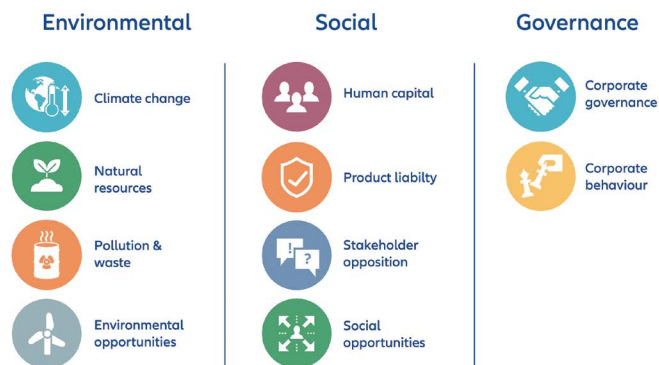 Environmental
Climate change
Natural
resources
Pollution &
waste
Environmental
opportunities
Social
Human capital
Product liabilty
! ?
Stakeholder
opposition
Social
opportunities
Governance
Corporate
governance
Corporate
behaviour